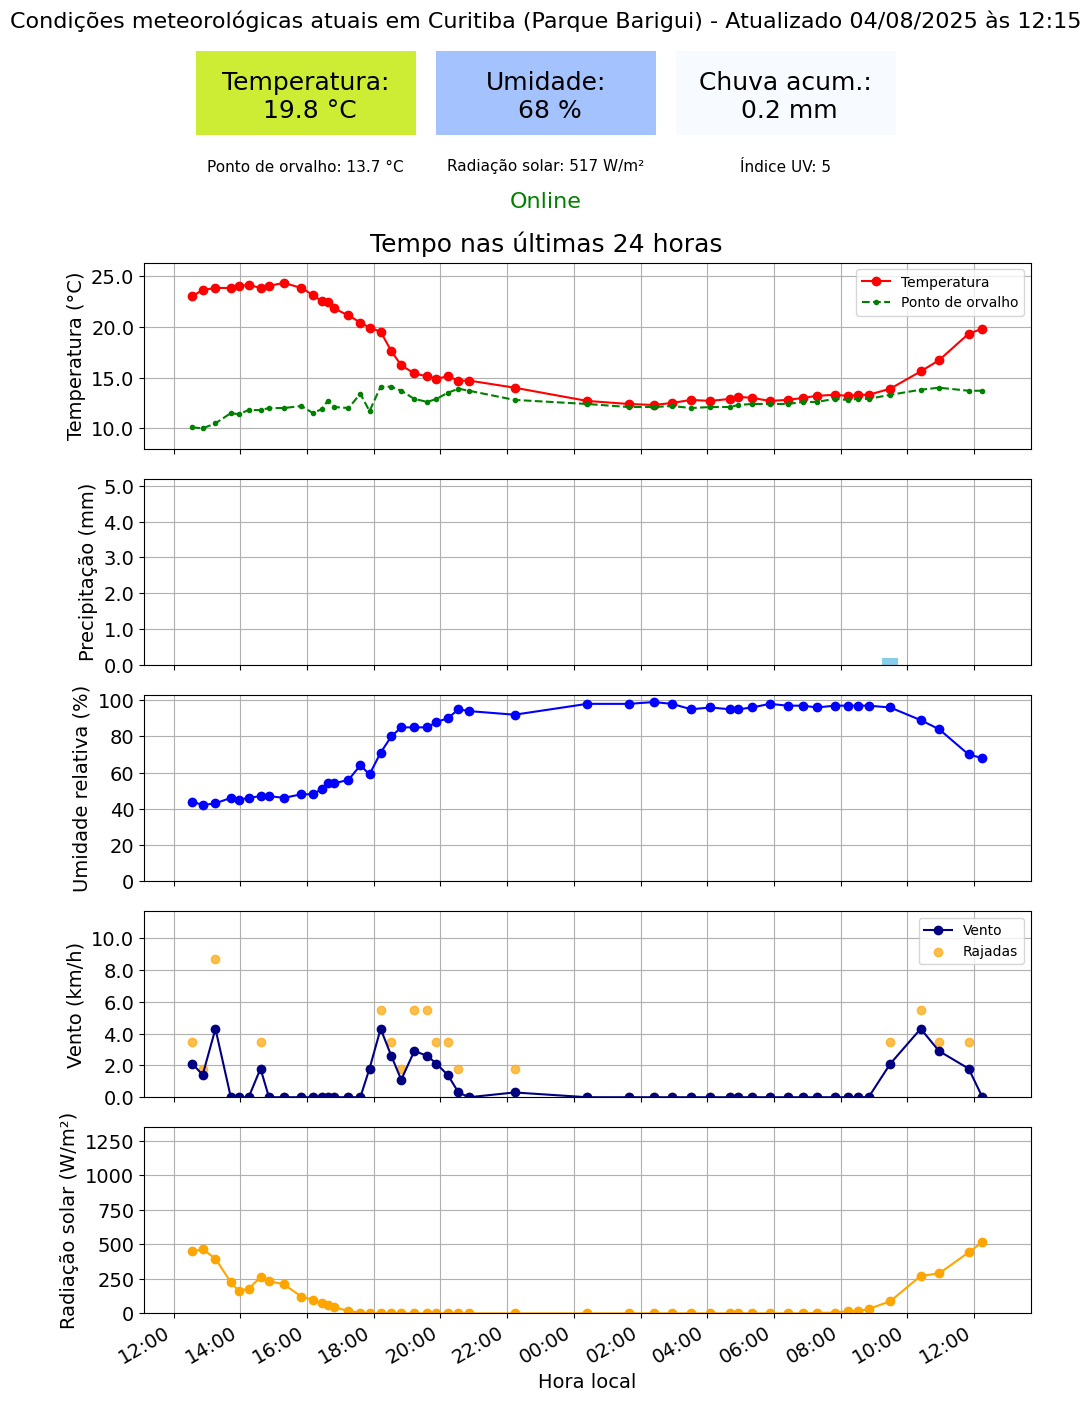 Condições meteorológicas atuais em Curitiba (Parque Barigui) - Atualizado 04/08/2025 às 12:15
Temperatura:
19.8 °C
Umidade:
68 %
Chuva acum.:
0.2 mm
Ponto de orvalho: 13.7 °C
Radiação solar: 517 W/m²
Índice UV: 5
Online
Tempo nas últimas 24 horas
Temperatura (°C)
25.0
20.0
15.0
10.0
Temperatura
Ponto de orvalho
Precipitação (mm)
5.0
4.0
3.0
2.0
1.0
0.0
Umidade relativa (%)
100
80
60
40
20
0
Vento (km/h)
10.0
8.0
6.0
4.0
2.0
0.0
Vento
Rajadas
Radiação solar (W/m²)
1250
1000
750
500
250
0
12:00
14:00
16:00
18:00
20:00
22:00
00:00
02:00
04:00
06:00
08:00
10:00
12:00
Hora local